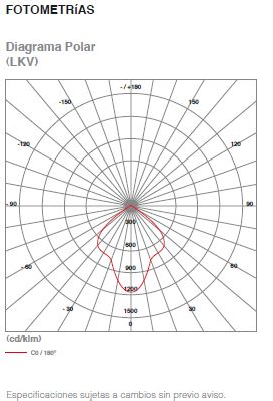 FOTOMETRíAS
Diagrama Polar
(LKV)
- / +180
-150 150
-120 120
- 90 90
300
600
- 60 60
900
1200
- 30 1500 30
0
(cd/klm)
C0 / 180º
Especificaciones sujetas a cambios sin previo aviso.